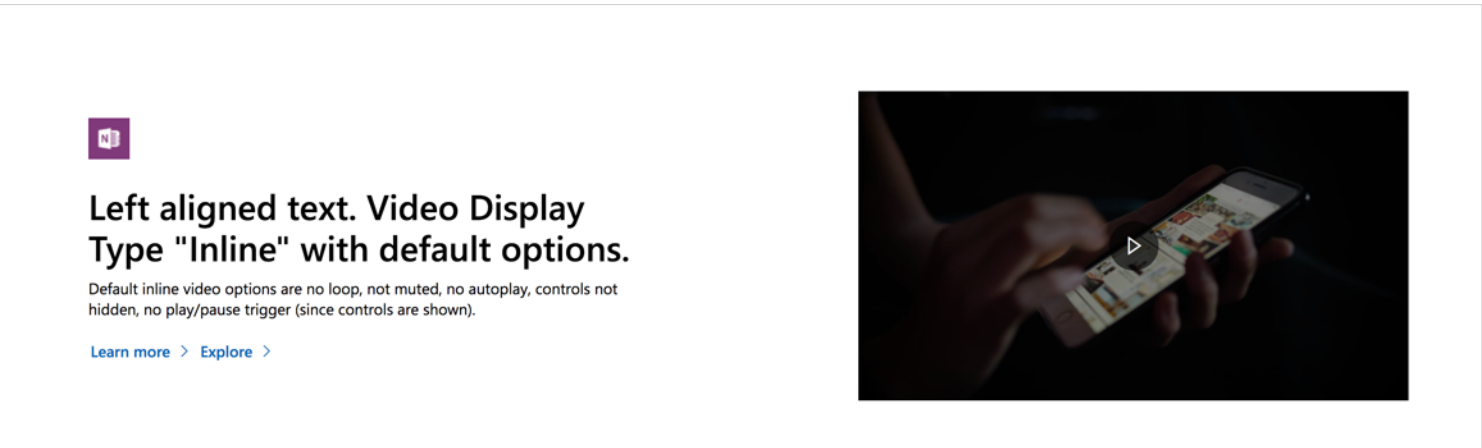 N
Left aligned text. Video Display
Type "Inline" with default options.
Default inline video options are no loop, not muted, no autoplay, controls not
hidden, no play/pause trigger (since controls are shown).
Learn more > Explore >